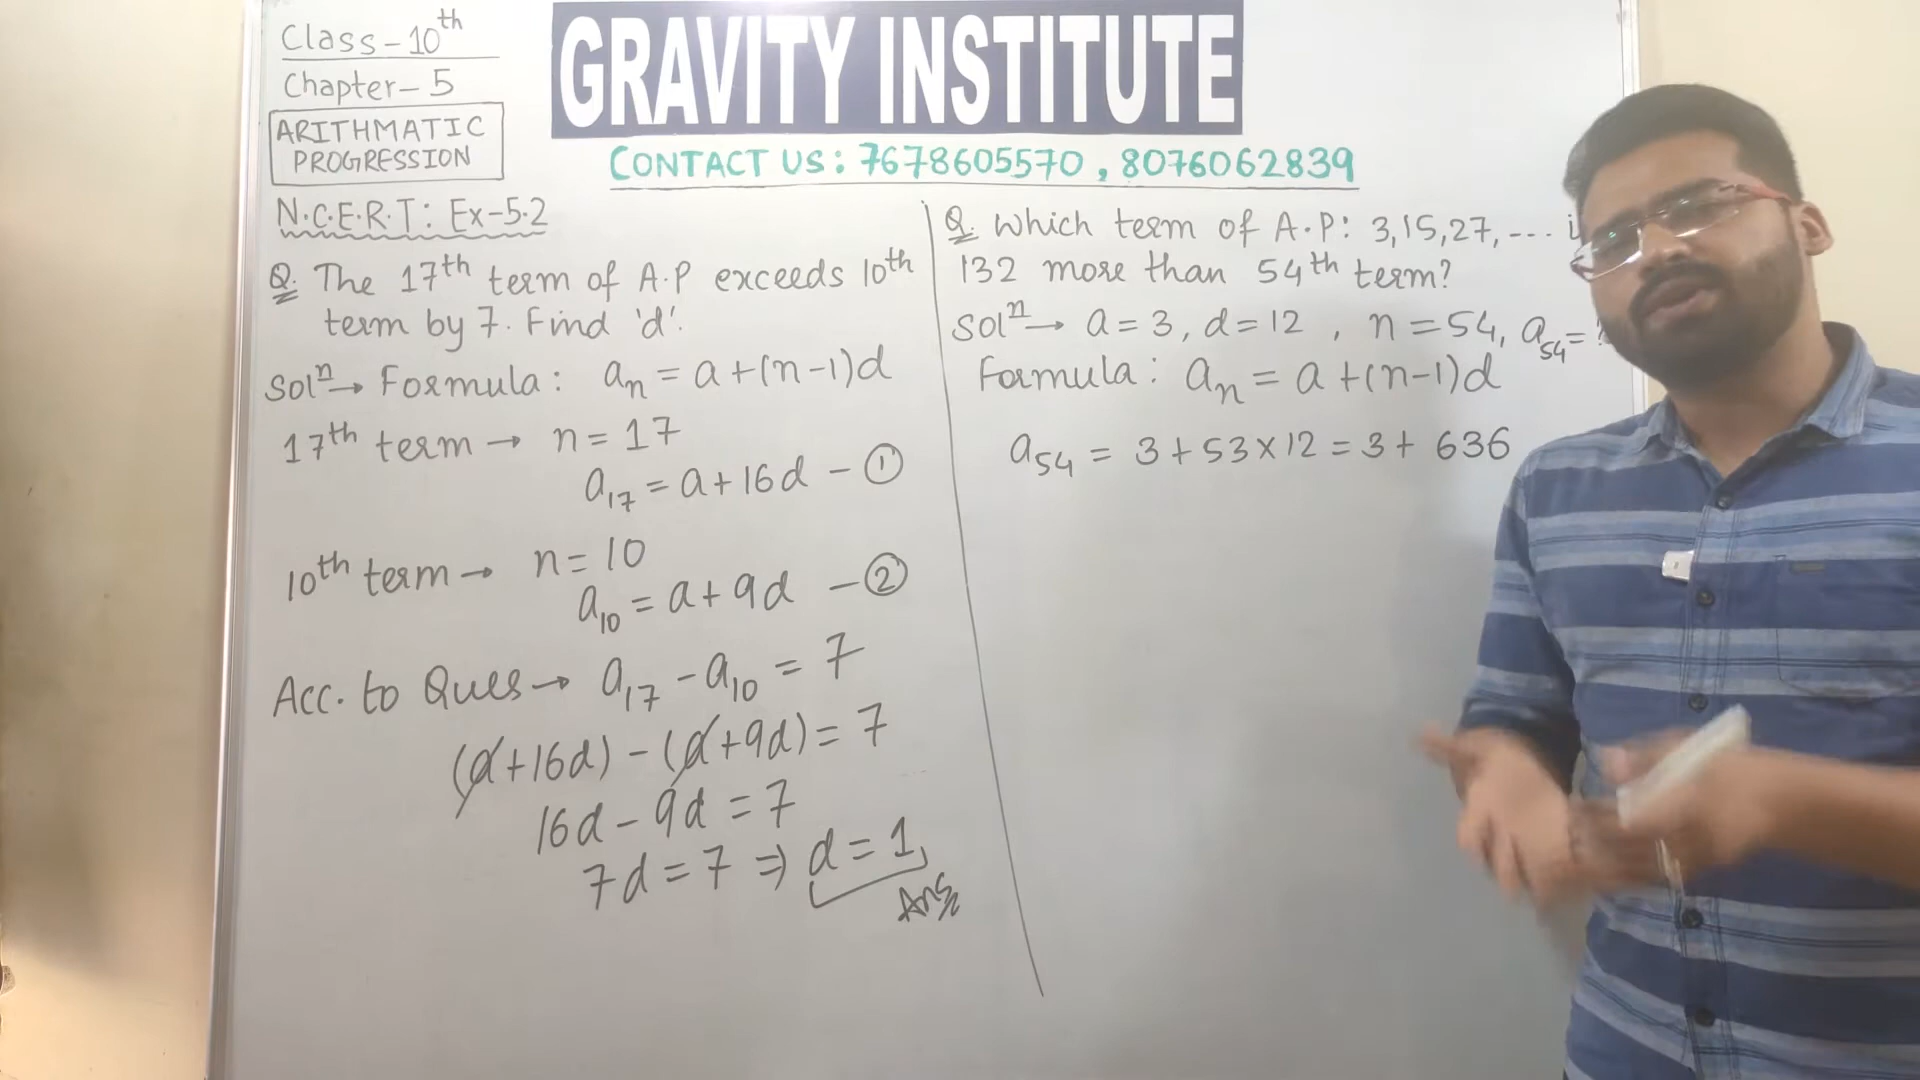 Class-10th
Chapter-5
ARITHMATIC
PROGRESSION
GRAVITY INSTITUTE
CONTACT US: 7678605570, 8076062839
N.C.E.R.T: Ex-5.2
Q. The 17th term of A.P exceeds 10th
term by 7. Find 'd'.
Solⁿ→ Formula: aₙ = a+(n-1)d
17th term → n = 17
a₁₇ = a+16d - ①
10th term → n = 10
a₁₀ = a+9d - ②
Acc. to Ques → a₁₇ - a₁₀ = 7
(a+16d) - (a+9d) = 7
16d - 9d = 7
7d = 7 ⇒ d = 1,
Ans
Q. Which term of A.P: 3,15,27,---
132 more than 54th term?
Solⁿ→ a = 3, d = 12, n = 54, a₅₄ = ?
Formula: aₙ = a+(n-1)d
a₅₄ = 3+53×12 = 3+ 636